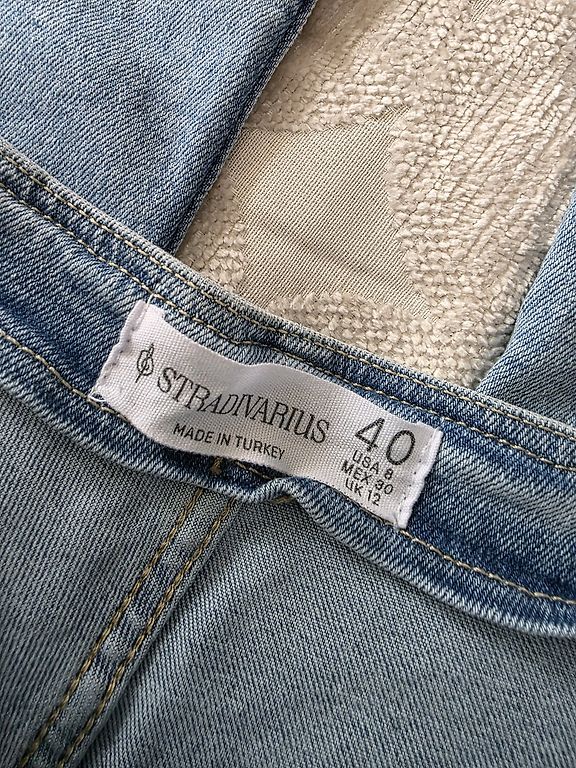 STRADIVARIUS
MADE IN TURKEY
40
USA 8
MEX 30
UK 12